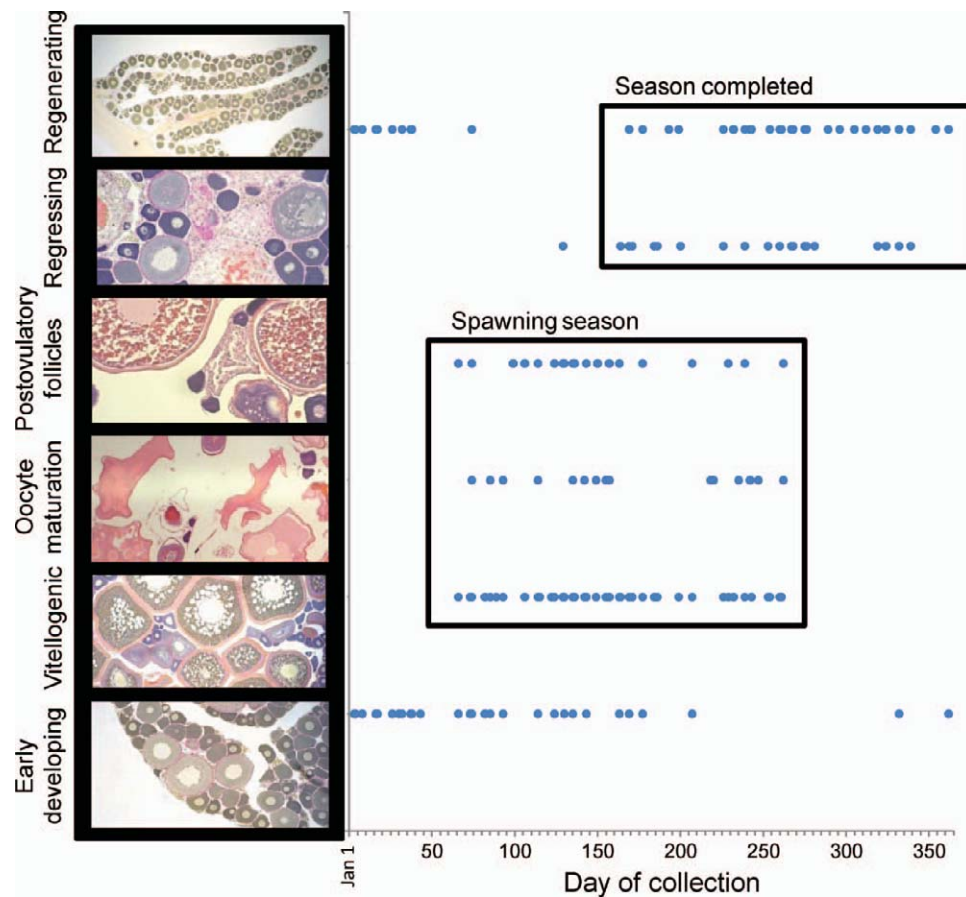 Regenerating
Regressing
Postovulatory
follicles
Oocyte
maturation
Vitellogenic
Early
developing
Season completed
Spawning season
Jan 1
50
100
150
200
250
300
350
Day of collection